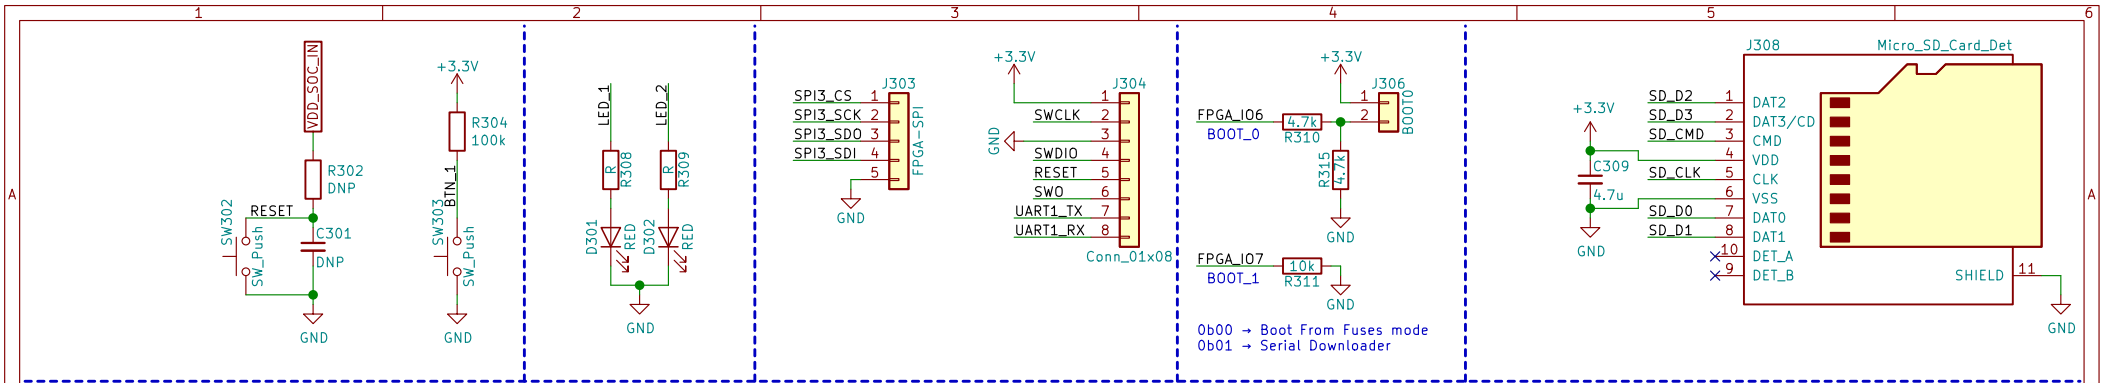 1
2
3
4
5
6
A
A
VDD_SOC_IN
R302
DNP
RESET
SW302
SW_Push
C301
DNP
GND
+3.3V
R304
100k
BTN_1
SW303
SW_Push
GND
LED_1
LED_2
R
R308
R
R309
D301
RED
D302
RED
GND
J303
SPI3_CS 1
SPI3_SCK 2
SPI3_SDO 3
SPI3_SDI 4
5
FPGA-SPI
GND
+3.3V
J304
1
SWCLK 2
GND 3
SWDIO 4
RESET 5
SWO 6
UART1_TX 7
UART1_RX 8
Conn_01x08
+3.3V
J306
1
2
BOOT0
FPGA_IO6
BOOT_0
4.7k
R310
R315
4.7k
GND
FPGA_IO7
BOOT_1
10k
R311
GND
0b00 → Boot From Fuses mode
0b01 → Serial Downloader
J308
Micro_SD_Card_Det
+3.3V
C309
4.7u
GND
SD_D2 1 DAT2
SD_D3 2 DAT3/CD
SD_CMD 3 CMD
4 VDD
SD_CLK 5 CLK
6 VSS
SD_D0 7 DAT0
SD_D1 8 DAT1
10 DET_A
9 DET_B
SHIELD 11
GND